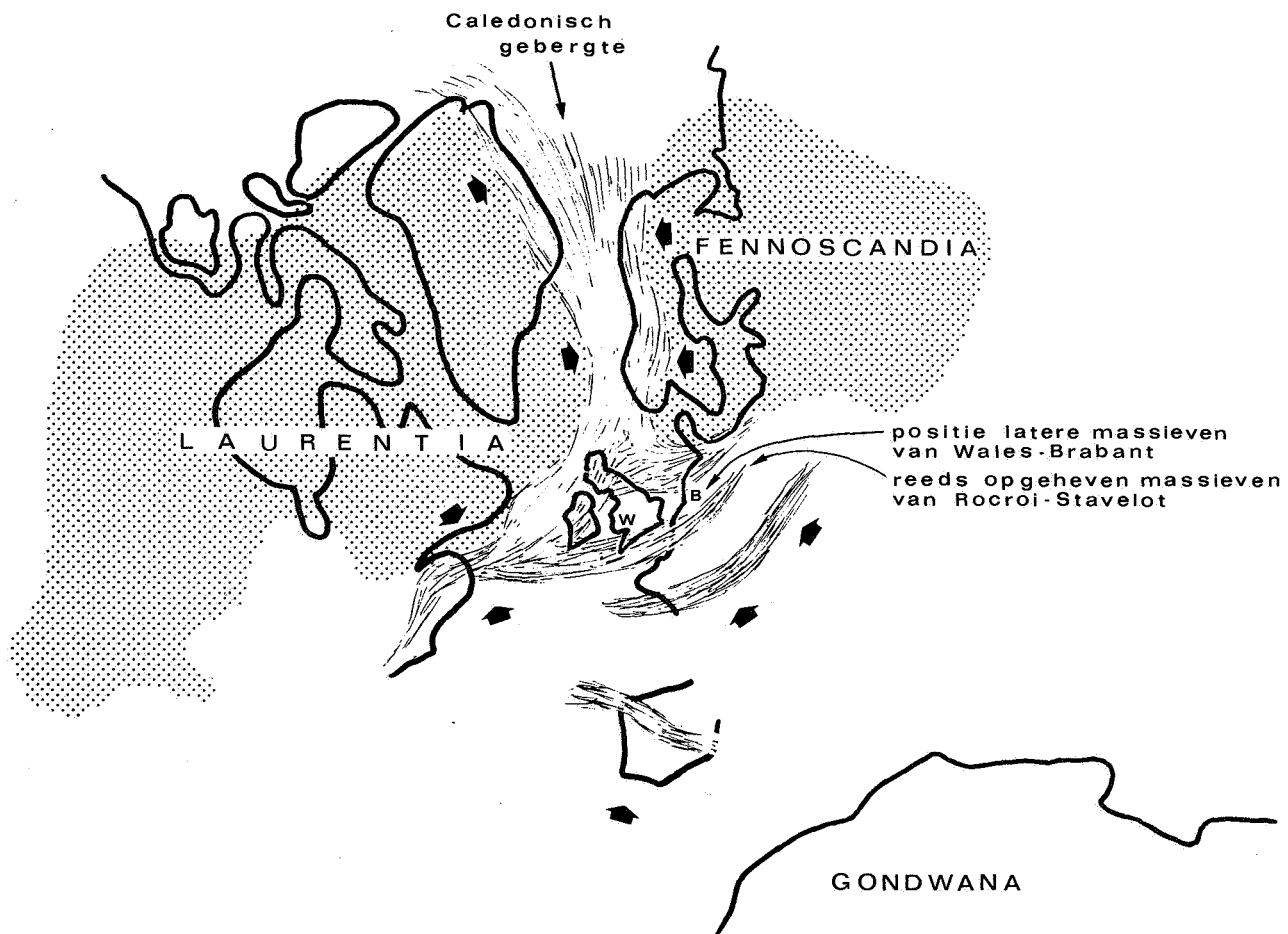 Caledonisch
gebergte
FENNOSCANDIA
LAURENTIA
positie latere massieven
van Wales-Brabant
reeds opgeheven massieven
van Rocroi-Stavelot
B
W
GONDWANA